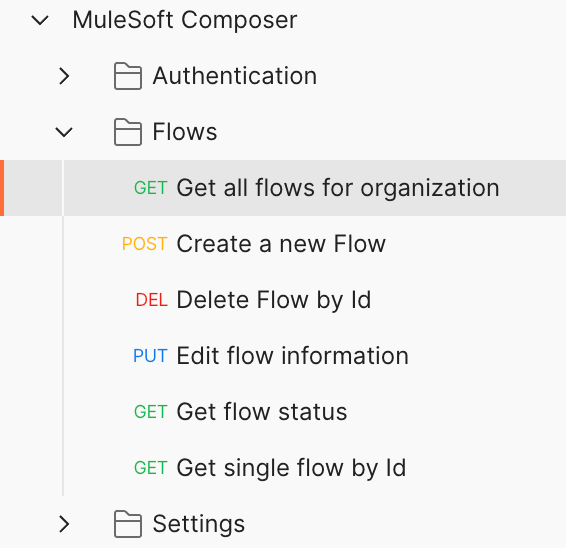 MuleSoft Composer
Authentication
Flows
GET Get all flows for organization
POST Create a new Flow
DEL Delete Flow by Id
PUT Edit flow information
GET Get flow status
GET Get single flow by Id
Settings